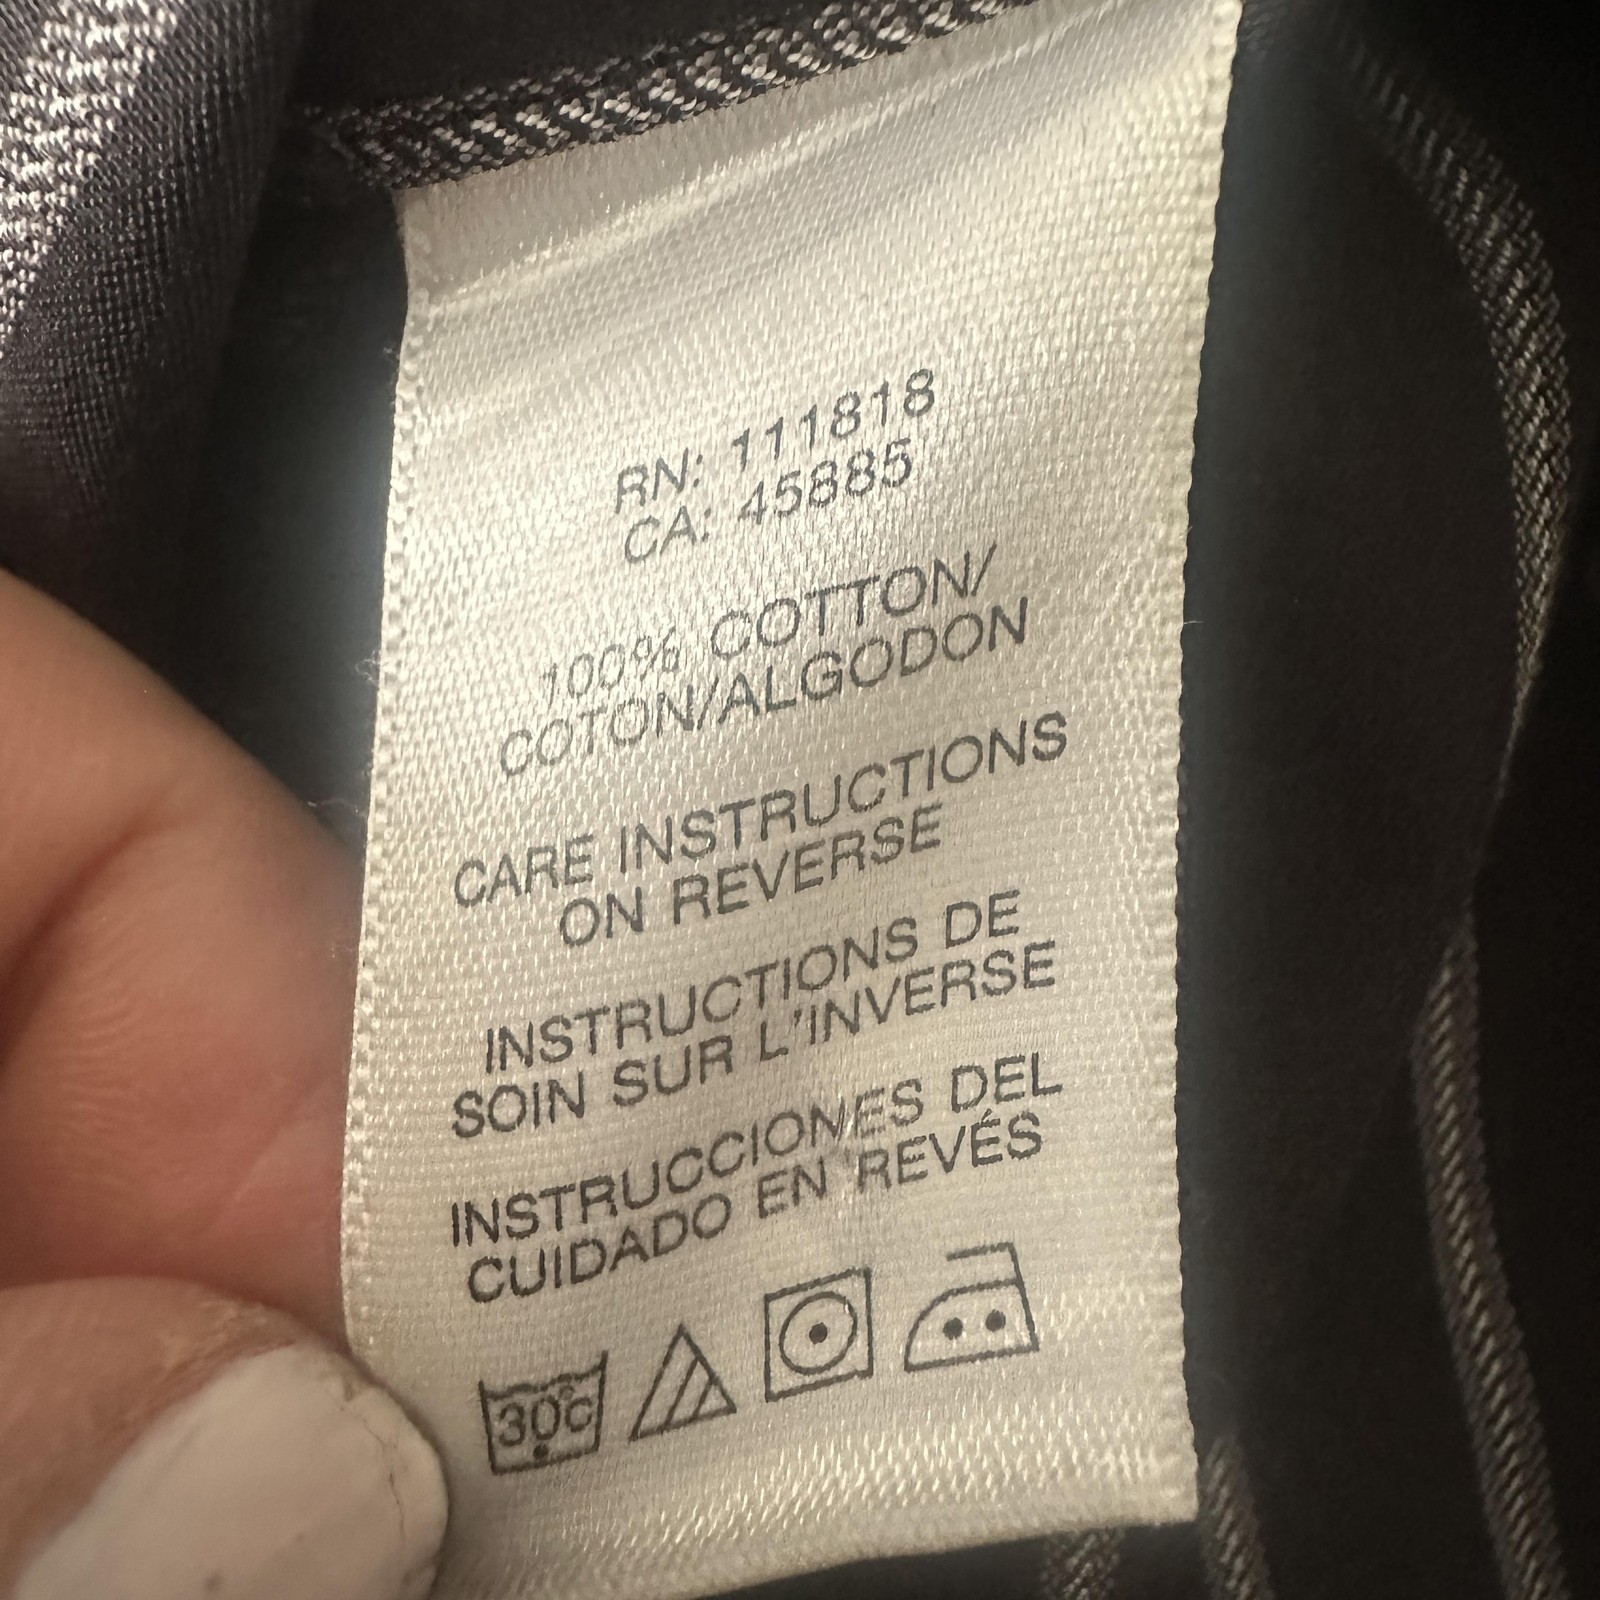 RN: 111818
CA: 45885
100% COTTON/
COTON/ALGODON
CARE INSTRUCTIONS
ON REVERSE
INSTRUCTIONS DE
SOIN SUR L'INVERSE
INSTRUCCIONES DEL
CUIDADO EN REVÉS
30°C